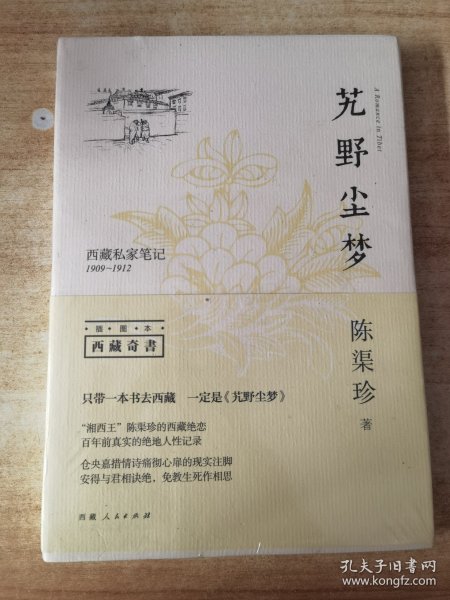 艽野尘梦
A Romance in Tibet
西藏私家笔记
1909~1912
陈渠珍 著
·插·图·本·
西藏奇書
只带一本书去西藏 一定是《艽野尘梦》
“湘西王”陈渠珍的西藏绝恋
百年前真实的绝地人性记录
仓央嘉措情诗痛彻心扉的现实注脚
安得与君相诀绝，免教生死作相思
西藏人民出版社
孔夫子旧书网
www.kongfz.com